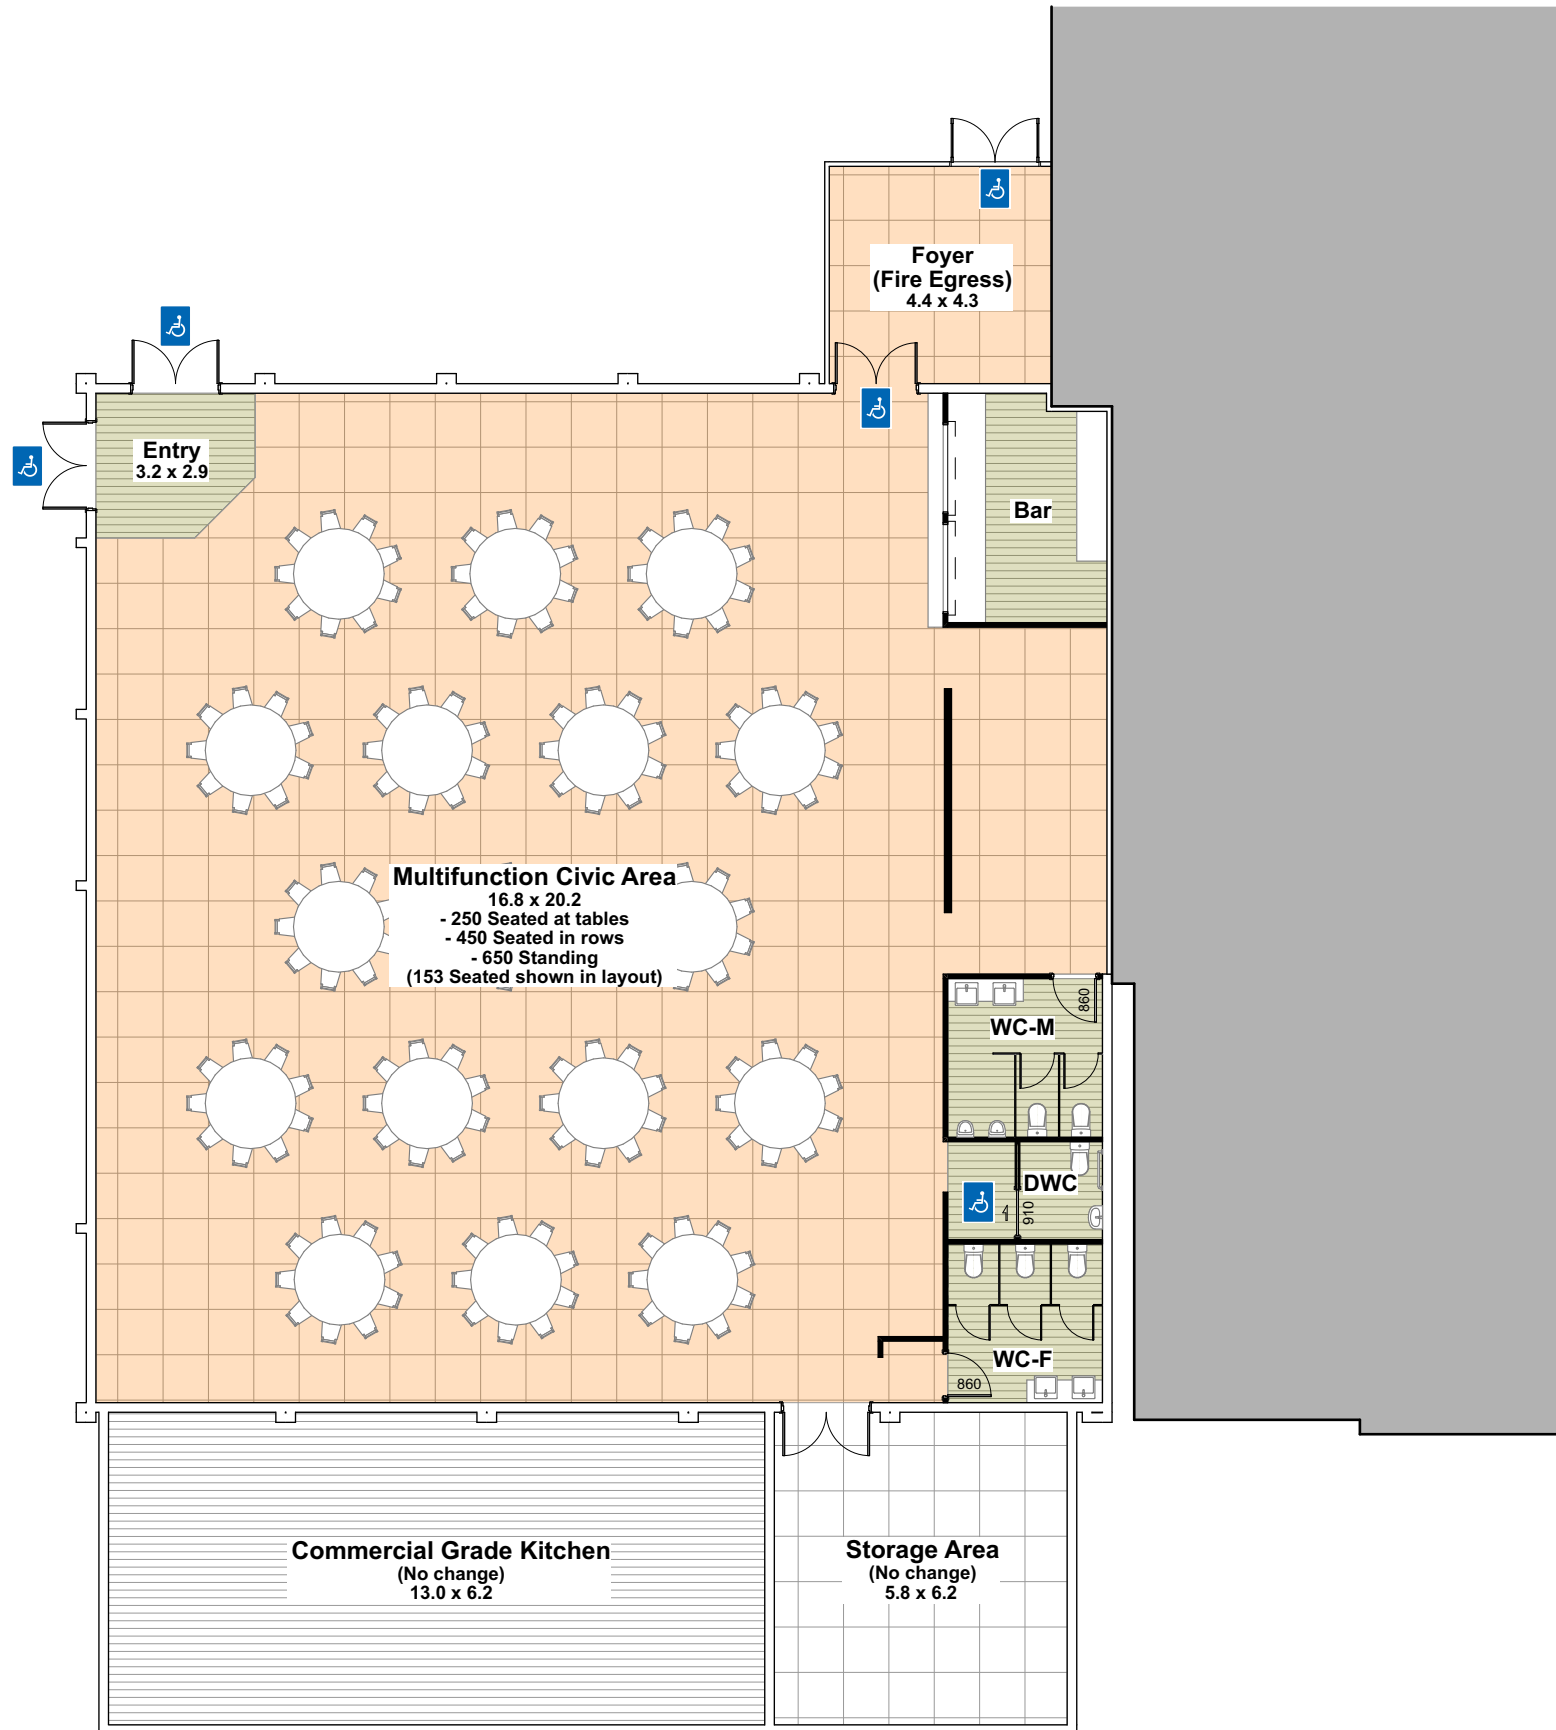 Foyer
(Fire Egress)
4.4 x 4.3
Entry
3.2 x 2.9
Bar
Multifunction Civic Area
16.8 x 20.2
- 250 Seated at tables
- 450 Seated in rows
- 650 Standing
(153 Seated shown in layout)
860
WC-M
DWC
910
WC-F
860
Commercial Grade Kitchen
(No change)
13.0 x 6.2
Storage Area
(No change)
5.8 x 6.2